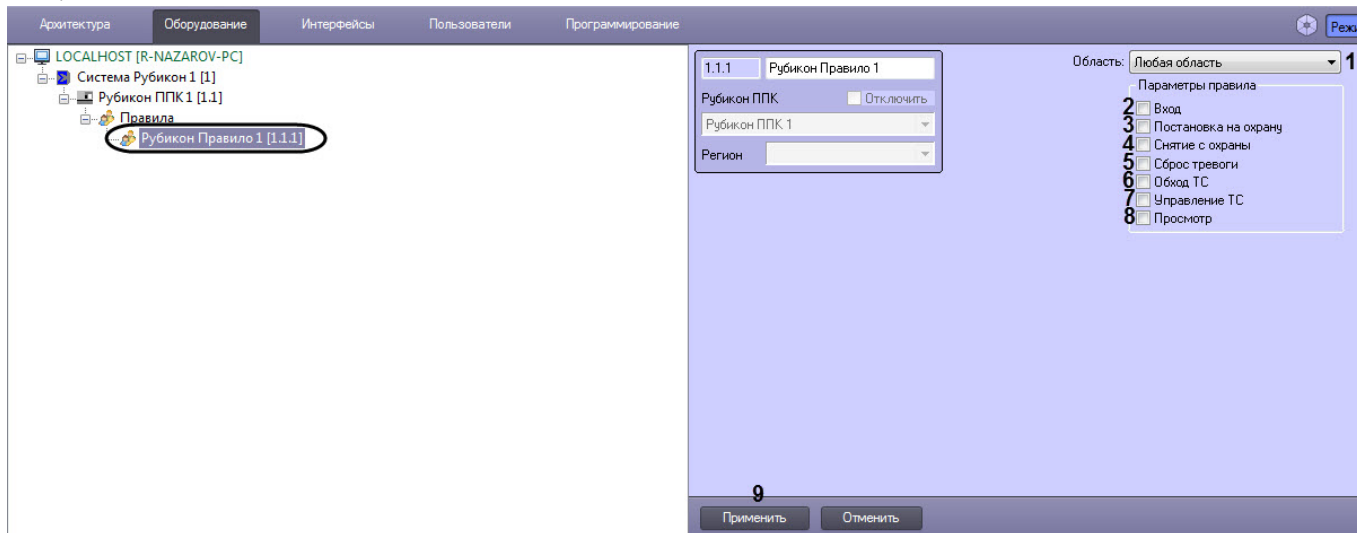 Архитектура Оборудование Интерфейсы Пользователи Программирование
LOCALHOST [R-NAZAROV-PC]
Система Рубикон 1 [1]
Рубикон ППК 1 [1.1]
Правила
Рубикон Правило 1 [1.1.1]
1.1.1 Рубикон Правило 1
Рубикон ППК Отключить
Рубикон ППК 1
Регион
Область: Любая область 1
Параметры правила
2 Вход
3 Постановка на охрану
4 Снятие с охраны
5 Сброс тревоги
6 Обход ТС
7 Управление ТС
8 Просмотр
9
Применить Отменить